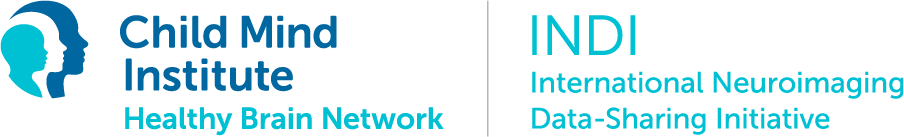 Child Mind
Institute
Healthy Brain Network
INDI
International Neuroimaging
Data-Sharing Initiative